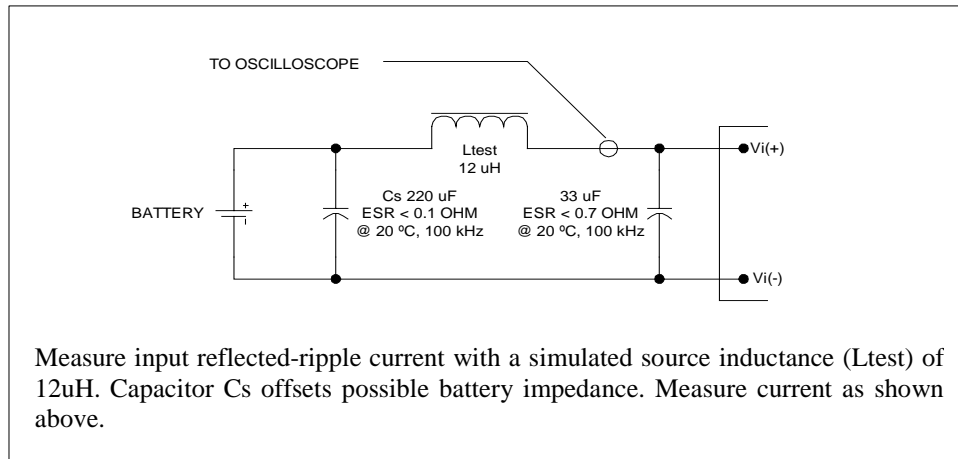 TO OSCILLOSCOPE
Ltest
12 uH
Vi(+)
BATTERY
+
-
Cs 220 uF
ESR < 0.1 OHM
@ 20 ºC, 100 kHz
33 uF
ESR < 0.7 OHM
@ 20 ºC, 100 kHz
Vi(-)
Measure input reflected-ripple current with a simulated source inductance (Ltest) of
12uH. Capacitor Cs offsets possible battery impedance. Measure current as shown
above.